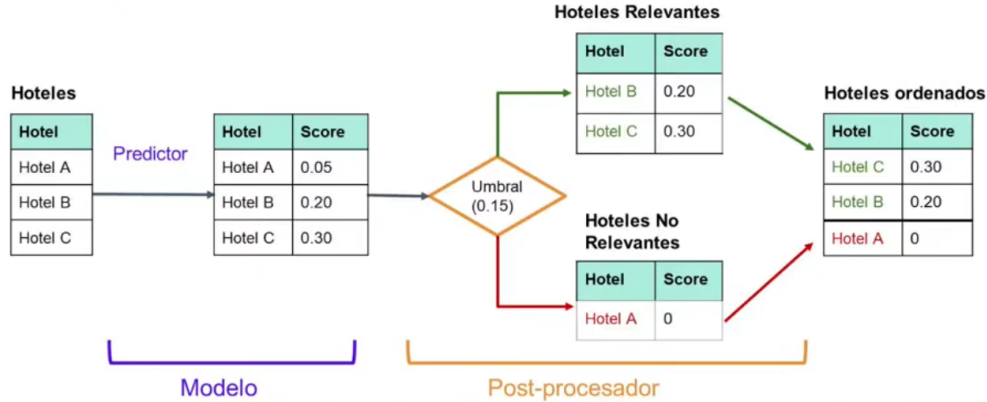 Hoteles
Hotel
Hotel A
Hotel B
Hotel C
Predictor
Hotel Score
Hotel A 0.05
Hotel B 0.20
Hotel C 0.30
Modelo
Umbral
(0.15)
Hoteles Relevantes
Hotel Score
Hotel B 0.20
Hotel C 0.30
Hoteles No
Relevantes
Hotel Score
Hotel A 0
Hoteles ordenados
Hotel Score
Hotel C 0.30
Hotel B 0.20
Hotel A 0
Post-procesador